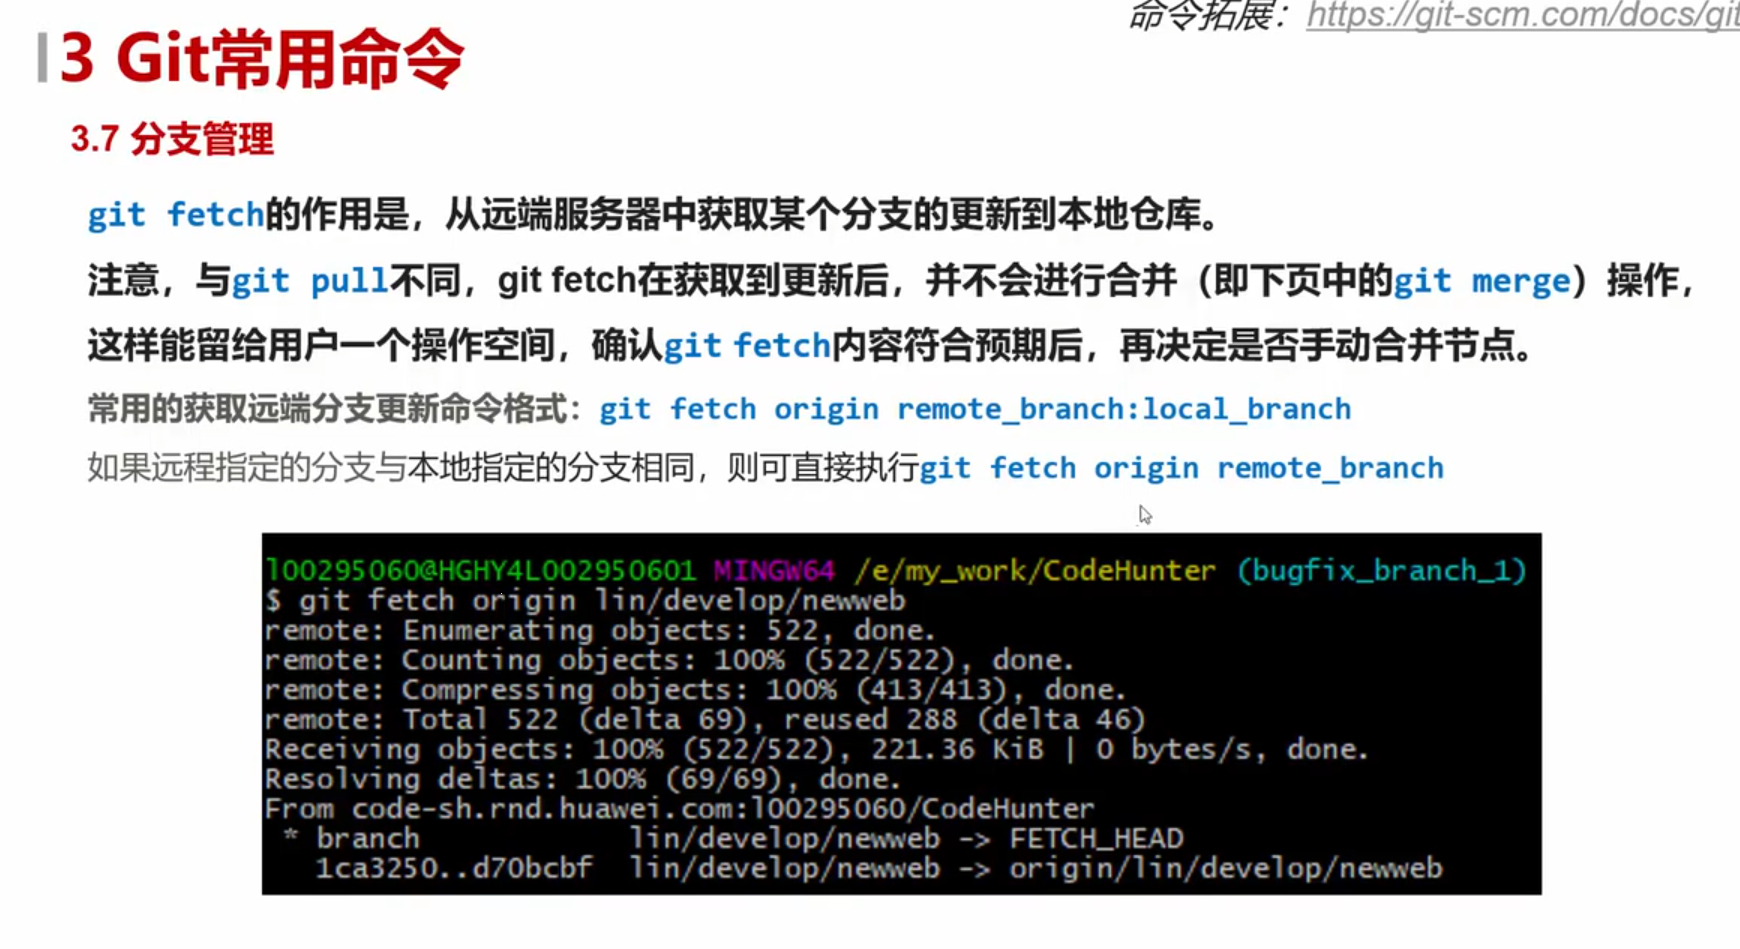 命令拓展：https://git-scm.com/docs/git
3 Git常用命令
3.7 分支管理
git fetch的作用是，从远端服务器中获取某个分支的更新到本地仓库。
注意，与git pull不同，git fetch在获取到更新后，并不会进行合并（即下页中的git merge）操作，
这样能留给用户一个操作空间，确认git fetch内容符合预期后，再决定是否手动合并节点。
常用的获取远端分支更新命令格式：git fetch origin remote_branch:local_branch
如果远程指定的分支与本地指定的分支相同，则可直接执行git fetch origin remote_branch
l00295060@HGHY4L002950601 MINGW64 /e/my_work/CodeHunter (bugfix_branch_1)
$ git fetch origin lin/develop/newweb
remote: Enumerating objects: 522, done.
remote: Counting objects: 100% (522/522), done.
remote: Compressing objects: 100% (413/413), done.
remote: Total 522 (delta 69), reused 288 (delta 46)
Receiving objects: 100% (522/522), 221.36 KiB | 0 bytes/s, done.
Resolving deltas: 100% (69/69), done.
From code-sh.rnd.huawei.com:l00295060/CodeHunter
* branch lin/develop/newweb -> FETCH_HEAD
1ca3250..d70bcbf lin/develop/newweb -> origin/lin/develop/newweb